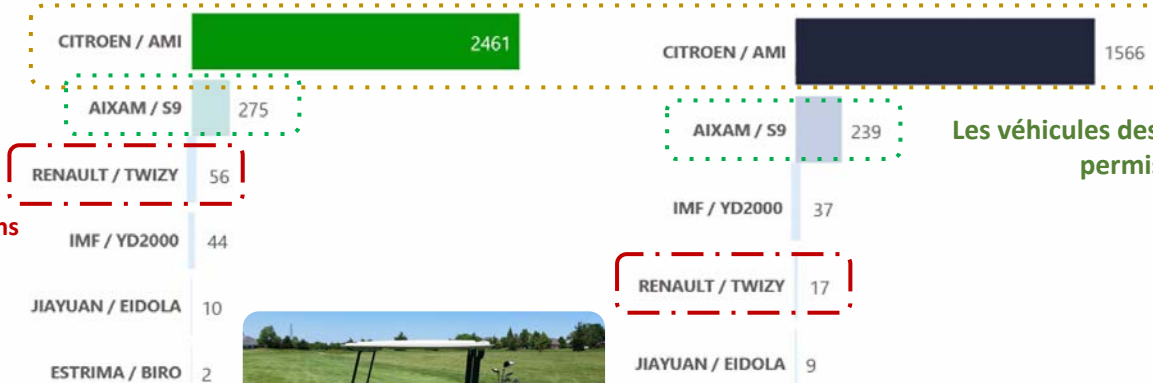 CITROEN / AMI 2461
AIXAM / S9 275
RENAULT / TWIZY 56
ns
IMF / YD2000 44
JIAYUAN / EIDOLA 10
ESTRIMA / BIRO 2
CITROEN / AMI 1566
AIXAM / S9 239
Les véhicules des
permis
IMF / YD2000 37
RENAULT / TWIZY 17
JIAYUAN / EIDOLA 9